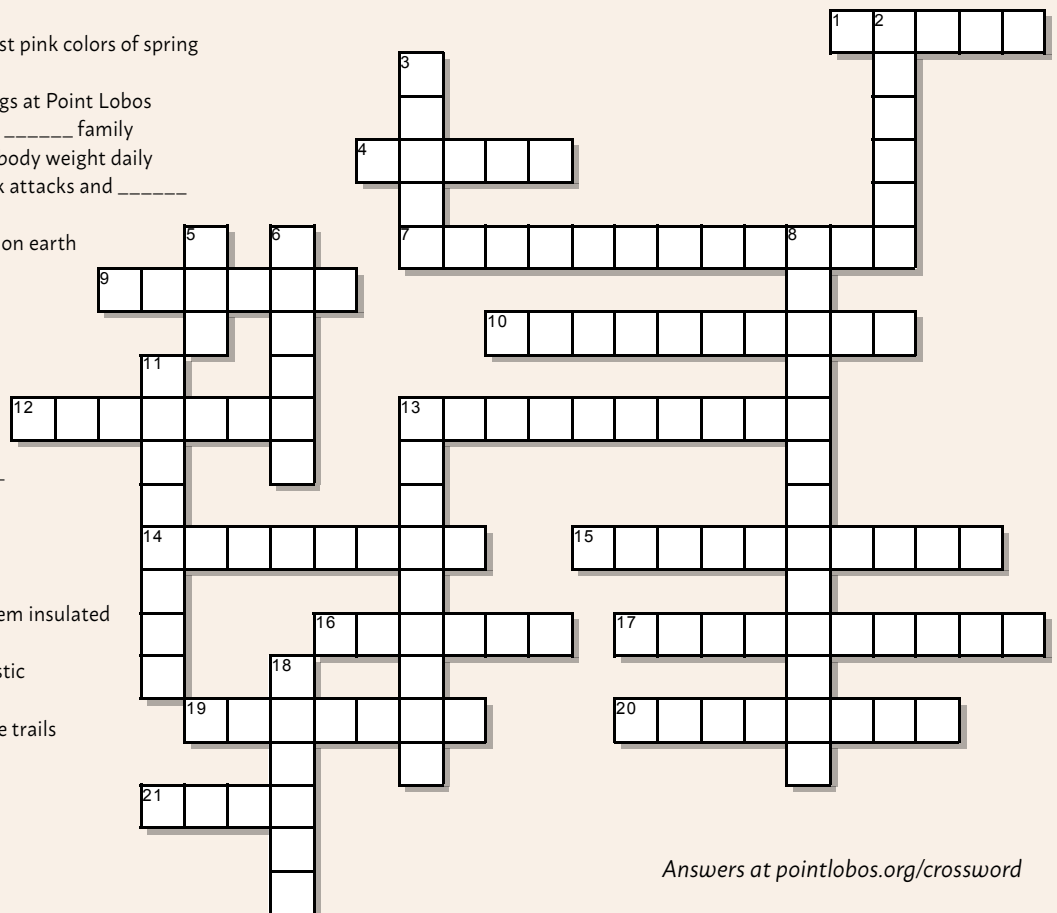 1 2
st pink colors of spring
3
gs at Point Lobos
______ family
4
body weight daily
k attacks and ______
5 6 7 8
on earth
9
10
11
12 13
_
14 15
em insulated
16 17
18
stic
19 20
e trails
21
Answers at pointlobos.org/crossword